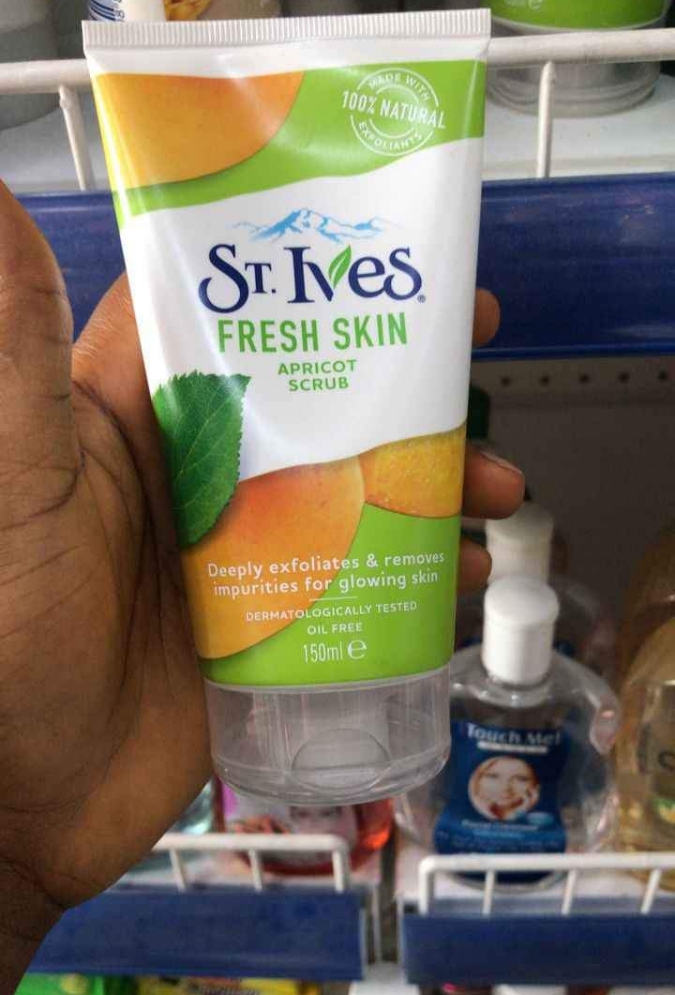 MADE WITH
100% NATURAL
EXFOLIANTS
ST. IVES®
FRESH SKIN
APRICOT
SCRUB
Deeply exfoliates & removes
impurities for glowing skin
DERMATOLOGICALLY TESTED
OIL FREE
150ml ℮
Touch Me!